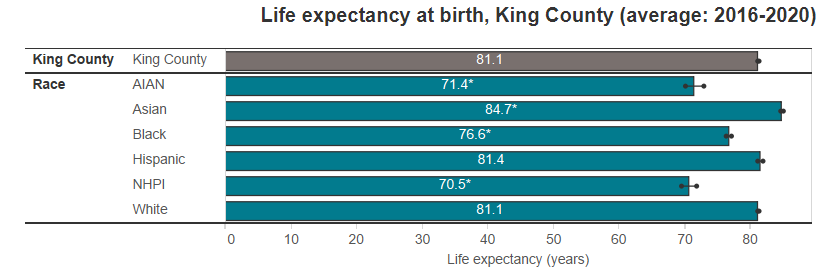 Life expectancy at birth, King County (average: 2016-2020)
King County King County 81.1
Race AIAN 71.4*
Asian 84.7*
Black 76.6*
Hispanic 81.4
NHPI 70.5*
White 81.1
0 10 20 30 40 50 60 70 80
Life expectancy (years)